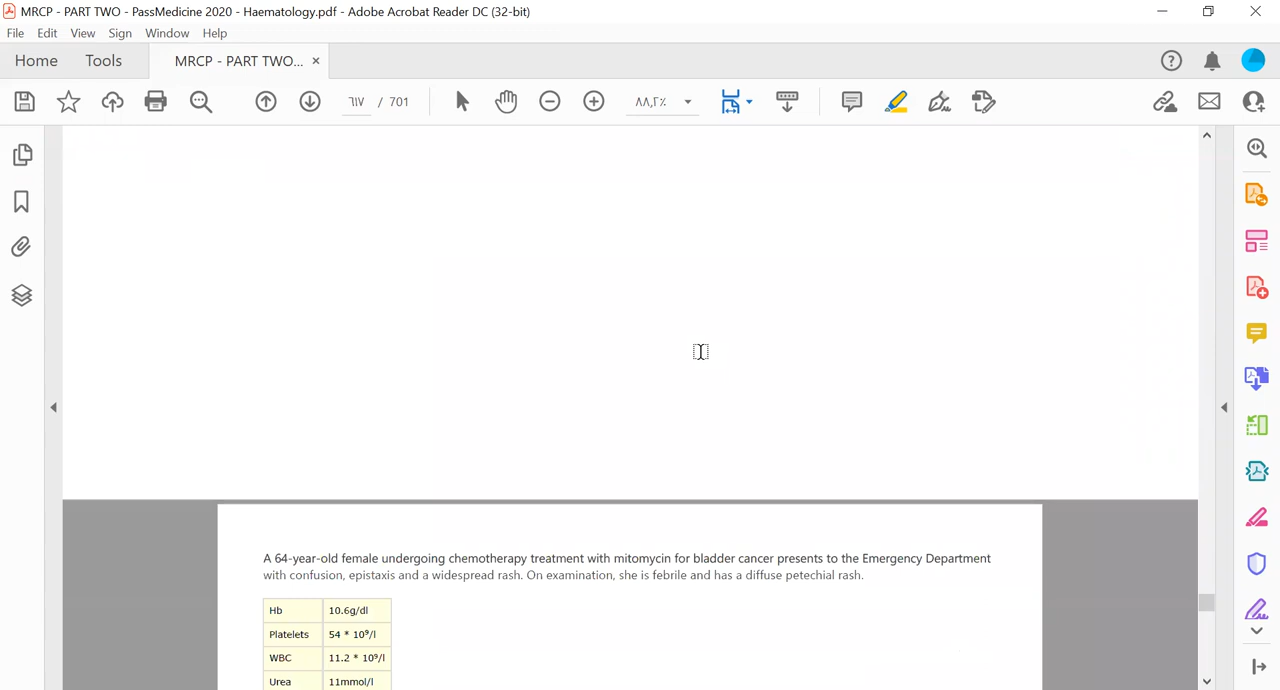 MRCP - PART TWO - PassMedicine 2020 - Haematology.pdf - Adobe Acrobat Reader DC (32-bit)
File Edit View Sign Window Help
Home Tools MRCP - PART TWO... ×
٦١٧ / 701 ٨٨,٢٪
A 64-year-old female undergoing chemotherapy treatment with mitomycin for bladder cancer presents to the Emergency Department
with confusion, epistaxis and a widespread rash. On examination, she is febrile and has a diffuse petechial rash.
Hb 10.6g/dl
Platelets 54 * 10⁹/l
WBC 11.2 * 10⁹/l
Urea 11mmol/l